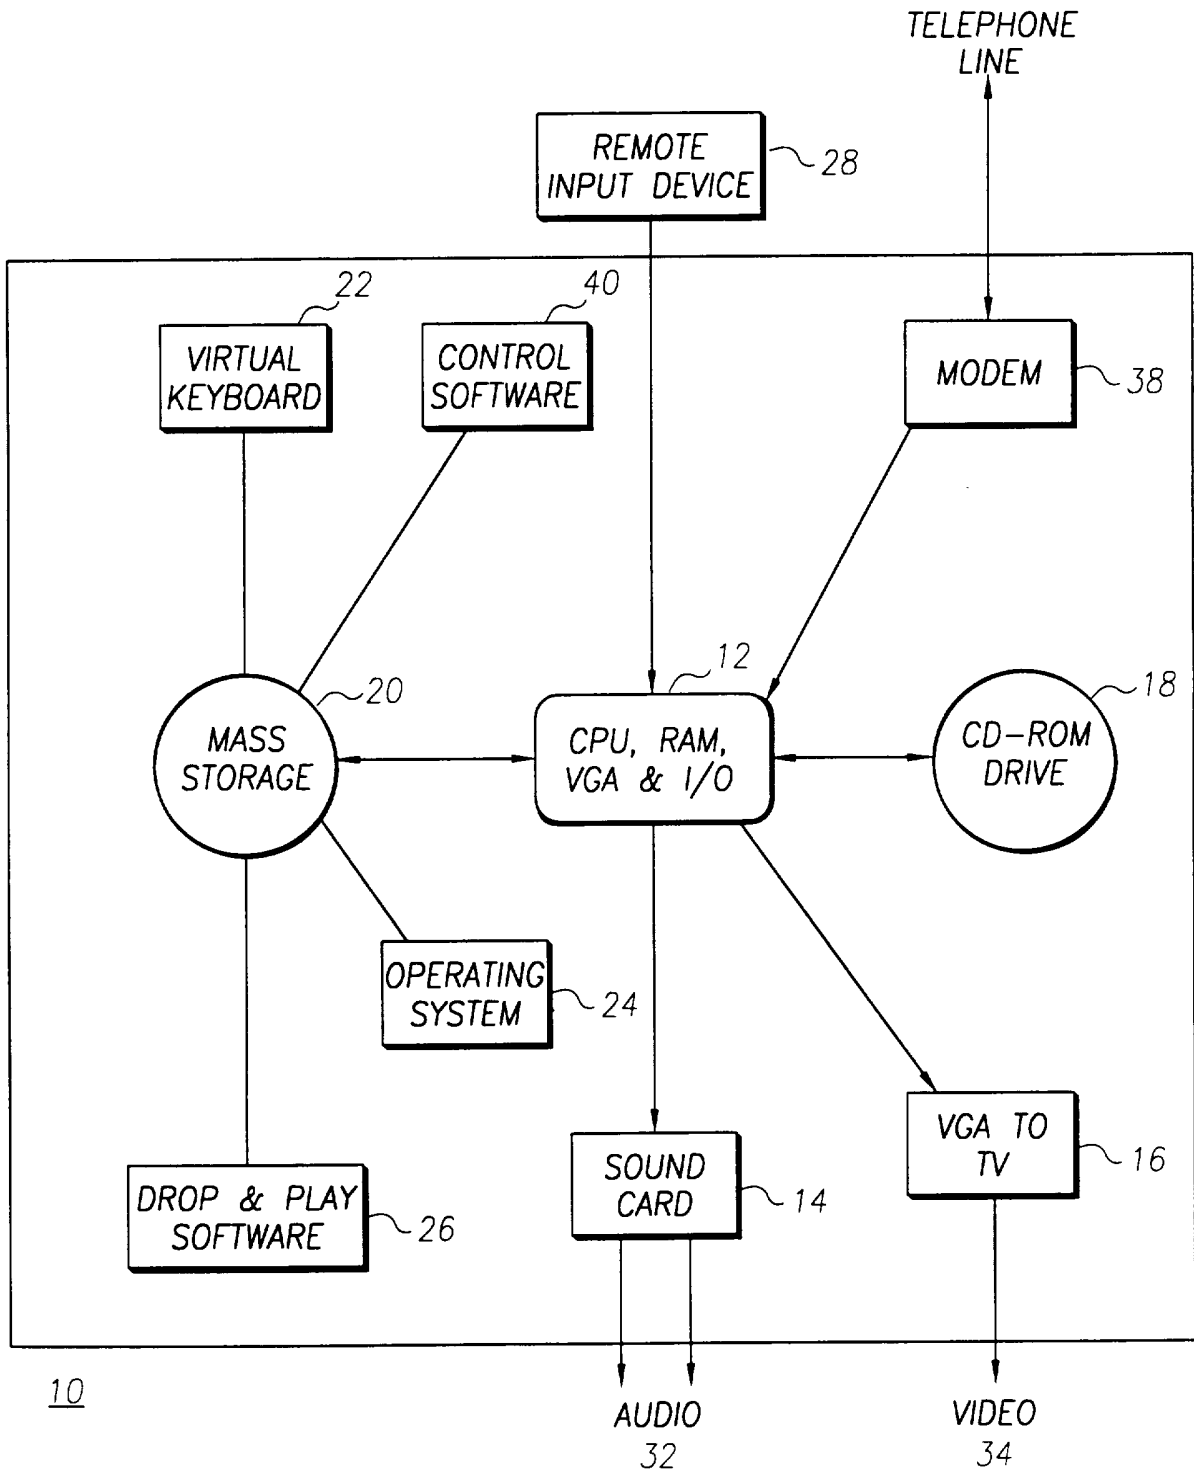 TELEPHONE
LINE
REMOTE
INPUT DEVICE
28
22
40
VIRTUAL
KEYBOARD
CONTROL
SOFTWARE
MODEM
38
12
20
18
MASS
STORAGE
CPU, RAM,
VGA & I/O
CD-ROM
DRIVE
OPERATING
SYSTEM
24
VGA TO
TV
16
SOUND
CARD
14
DROP & PLAY
SOFTWARE
26
10
AUDIO
32
VIDEO
34